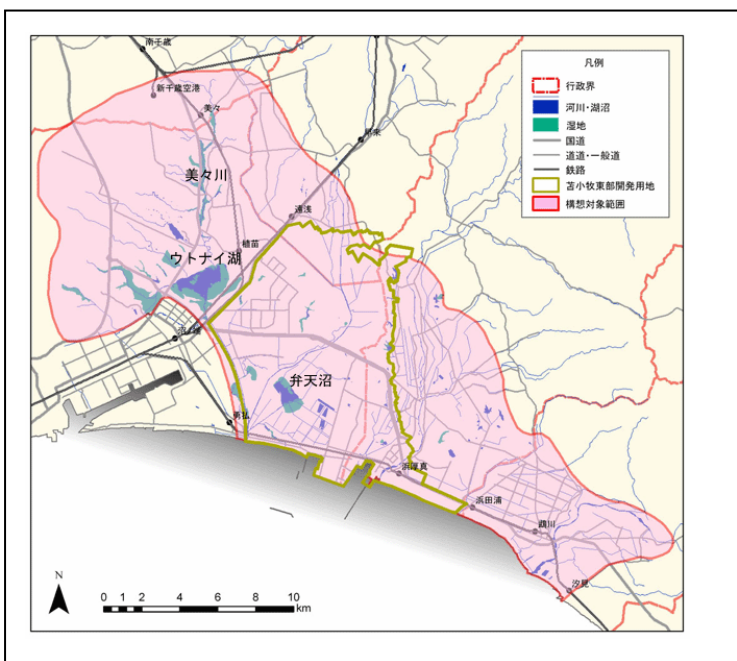 南千歳
新千歳空港
美々
早来
美々川
遠浅
植苗
ウトナイ湖
沼ノ端
弁天沼
勇払
浜厚真
浜田浦
鵡川
汐見
凡例
行政界
河川・湖沼
湿地
国道
道道・一般道
鉄路
苫小牧東部開発用地
構想対象範囲
N
0 1 2 4 6 8 10
km